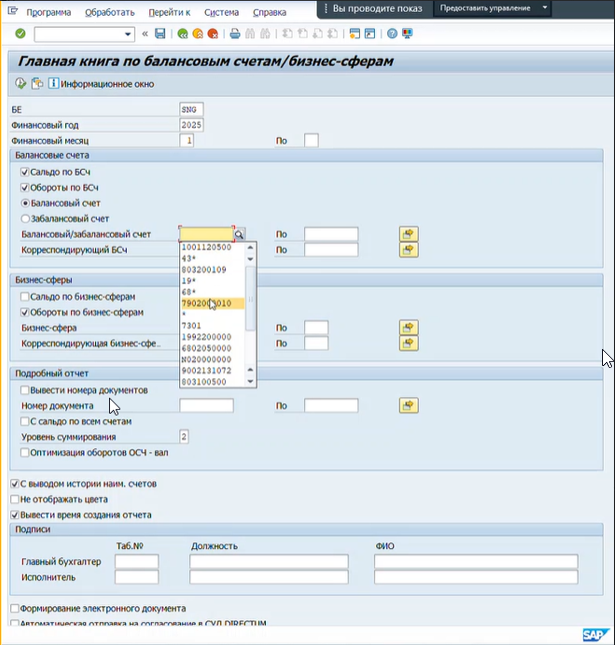 Вы проводите показ Предоставить управление
Программа Обработать Перейти к Система Справка
Главная книга по балансовым счетам/бизнес-сферам
Информационное окно
БЕ SNG
Финансовый год 2025
Финансовый месяц 1 По
Балансовые счета
Сальдо по БСч
Обороты по БСч
Балансовый счет
Забалансовый счет
Балансовый/забалансовый счет По
Корреспондирующий БСч По
1001120500
43*
803200109
19*
68*
*
7301
1992200000
6802050000
N020000000
9002131072
803100500
Бизнес-сферы
Сальдо по бизнес-сферам
Обороты по бизнес-сферам
Бизнес-сфера По
Корреспондирующая бизнес-сфе.. По
Подробный отчет
Вывести номера документов
Номер документа По
С сальдо по всем счетам
Уровень суммирования 2
Оптимизация оборотов ОСЧ - вал
С выводом истории наим. счетов
Не отображать цвета
Вывести время создания отчета
Подписи
Таб.№ Должность ФИО
Главный бухгалтер
Исполнитель
Формирование электронного документа
Автоматическая отправка на согласование в СУД DIRECTUM
SAP